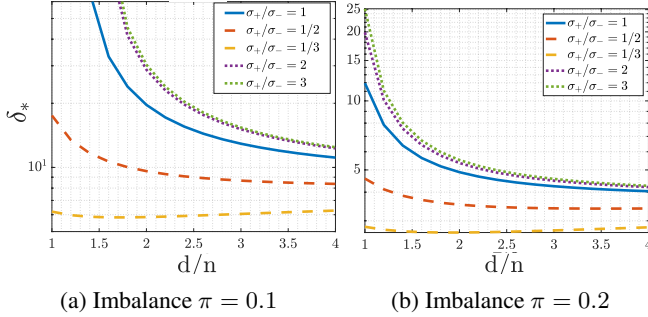 δ*
10¹
σ₊/σ₋ = 1
σ₊/σ₋ = 1/2
σ₊/σ₋ = 1/3
σ₊/σ₋ = 2
σ₊/σ₋ = 3
1 1.5 2 2.5 3 3.5 4
d/n
(a) Imbalance π = 0.1
25
20
15
10
5
σ₊/σ₋ = 1
σ₊/σ₋ = 1/2
σ₊/σ₋ = 1/3
σ₊/σ₋ = 2
σ₊/σ₋ = 3
1 1.5 2 2.5 3 3.5 4
d/n
(b) Imbalance π = 0.2